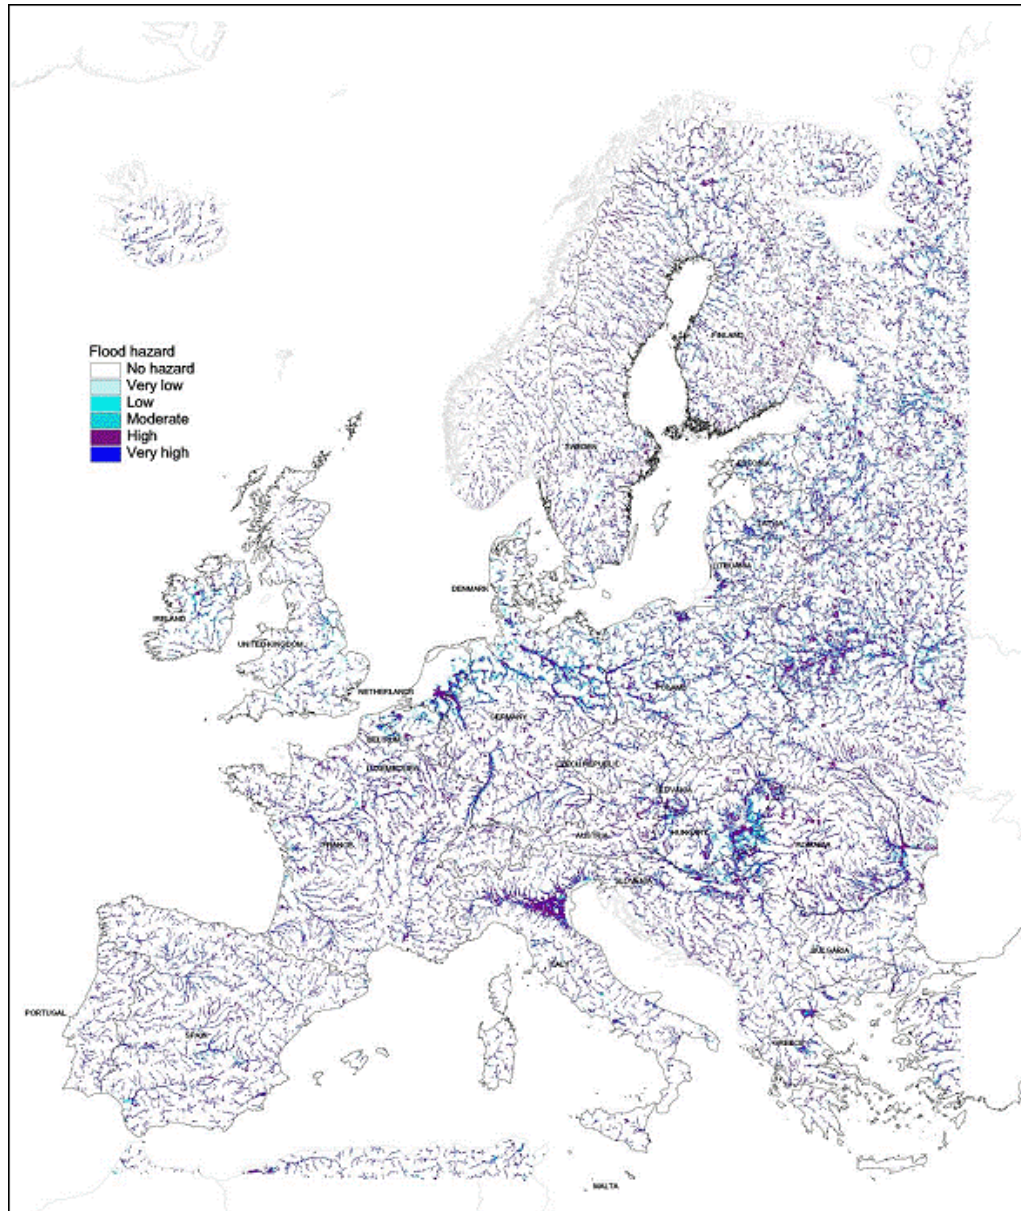 Flood hazard
No hazard
Very low
Low
Moderate
High
Very high
FINLAND
SWEDEN
ESTONIA
LATVIA
LITHUANIA
DENMARK
IRELAND
UNITED KINGDOM
NETHERLANDS
POLAND
GERMANY
BELGIUM
LUXEMBOURG
CZECH REPUBLIC
SLOVAKIA
AUSTRIA
HUNGARY
ROMANIA
FRANCE
SLOVENIA
BULGARIA
ITALY
PORTUGAL
SPAIN
GREECE
MALTA